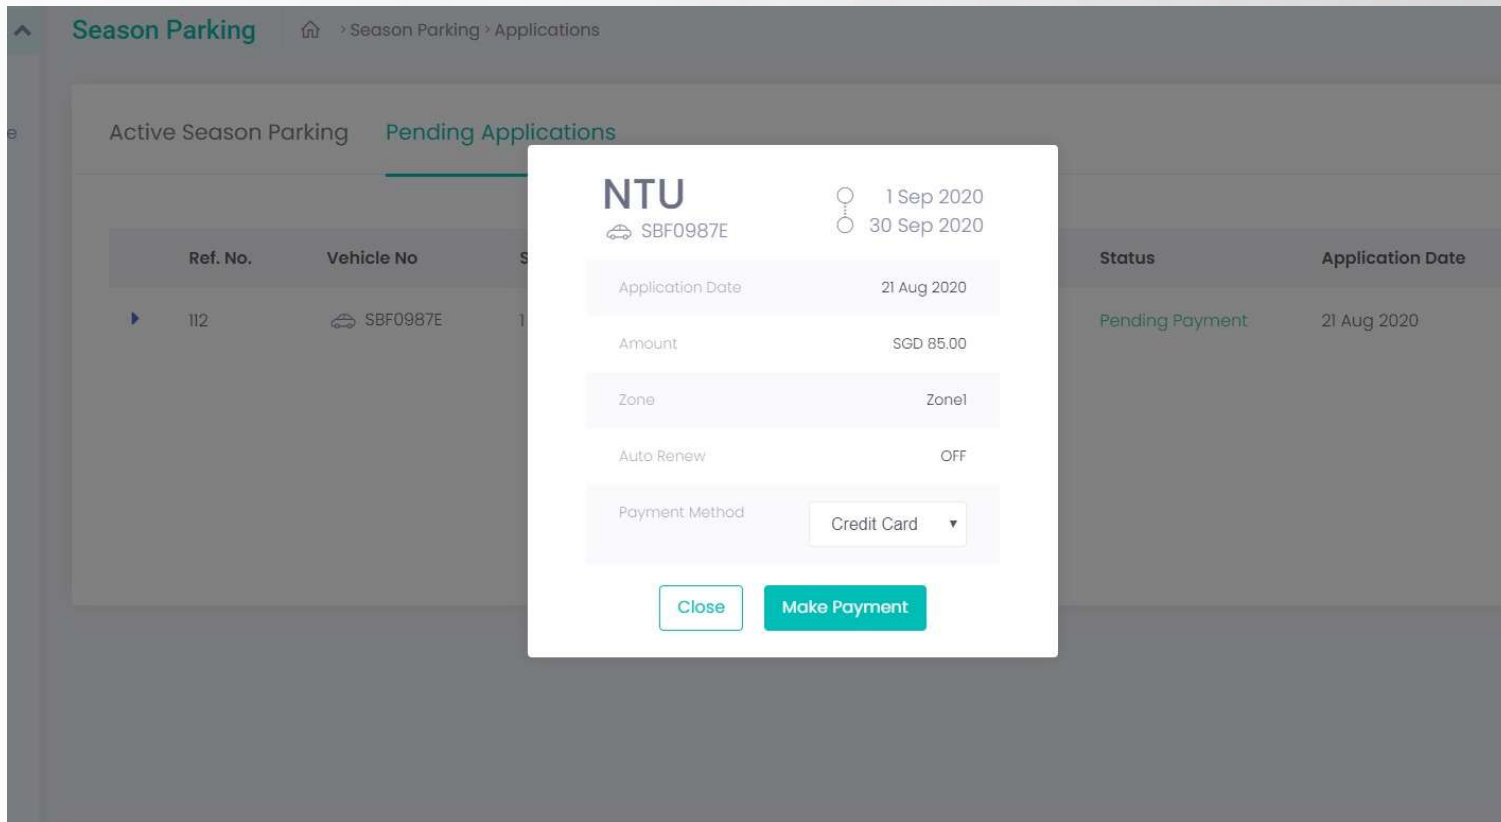 Season Parking > Season Parking > Applications
e
Active Season Parking Pending Applications
NTU
1 Sep 2020
SBF0987E
30 Sep 2020
Ref. No. Vehicle No S Status Application Date
Application Date 21 Aug 2020
112 SBF0987E 1 Pending Payment 21 Aug 2020
Amount SGD 85.00
Zone Zone1
Auto Renew OFF
Payment Method Credit Card
Close Make Payment